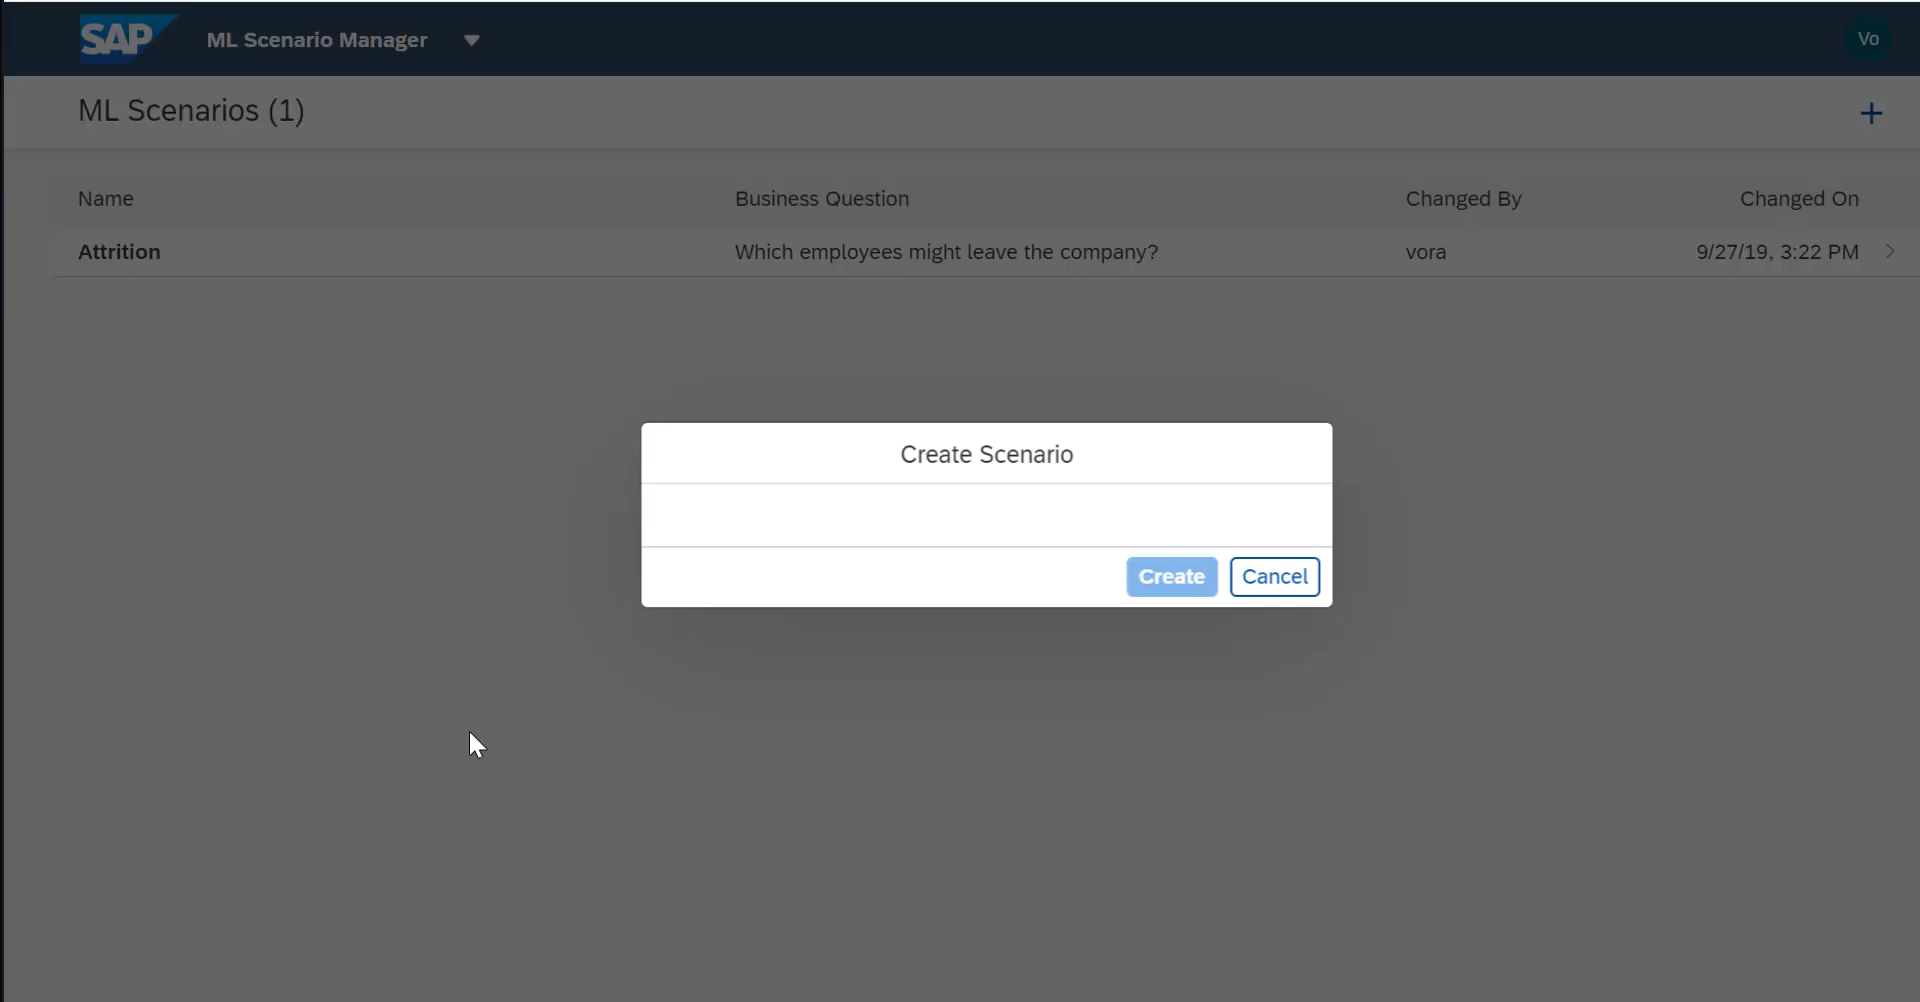 SAP ML Scenario Manager Vo
ML Scenarios (1) +
Name Business Question Changed By Changed On
Attrition Which employees might leave the company? vora 9/27/19, 3:22 PM
Create Scenario
Create Cancel